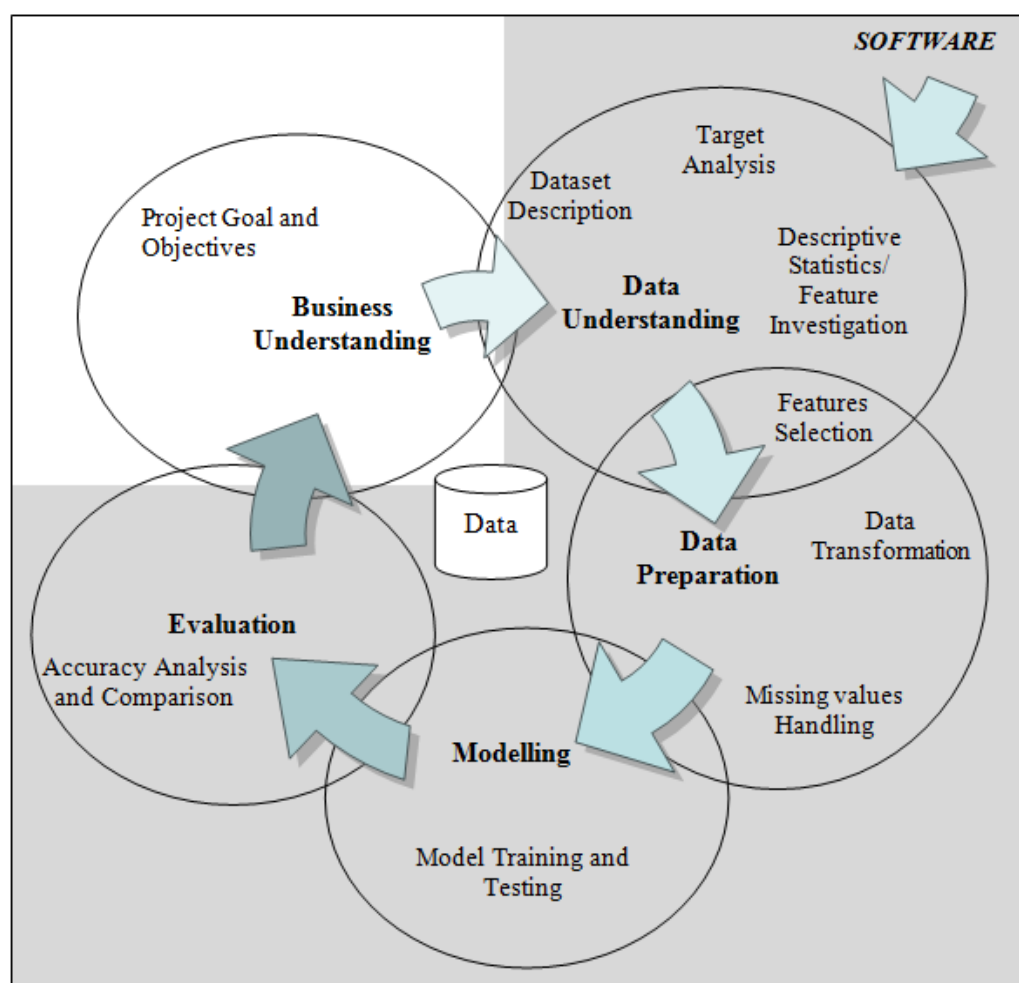 SOFTWARE
Target
Analysis
Dataset
Description
Project Goal and
Objectives
Descriptive
Statistics/
Feature
Investigation
Business
Understanding
Data
Understanding
Features
Selection
Data
Data
Transformation
Data
Preparation
Evaluation
Accuracy Analysis
and Comparison
Missing values
Handling
Modelling
Model Training and
Testing